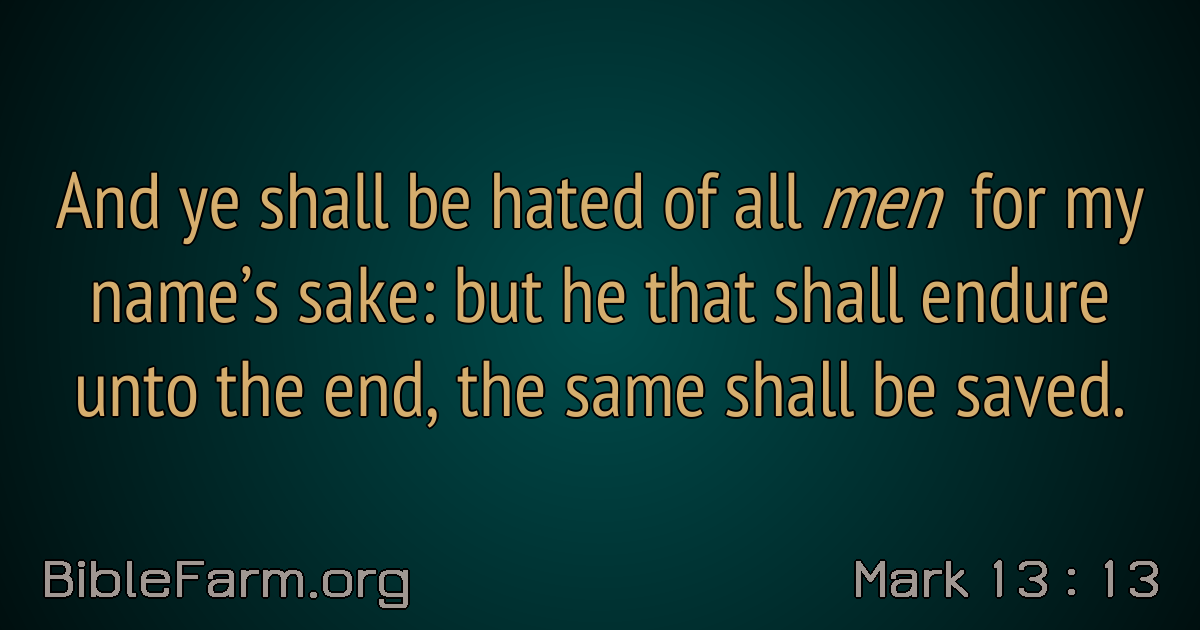 And ye shall be hated of all men for my
name’s sake: but he that shall endure
unto the end, the same shall be saved.
BibleFarm.org
Mark 13 : 13